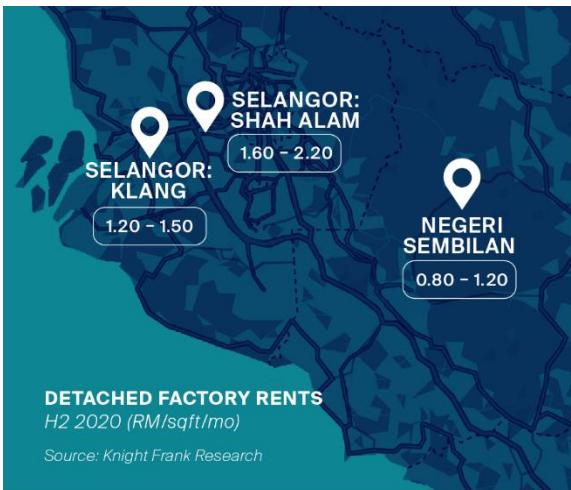 SELANGOR:
SHAH ALAM
1.60 – 2.20
SELANGOR:
KLANG
1.20 – 1.50
NEGERI
SEMBILAN
0.80 – 1.20
DETACHED FACTORY RENTS
H2 2020 (RM/sqft/mo)
Source: Knight Frank Research